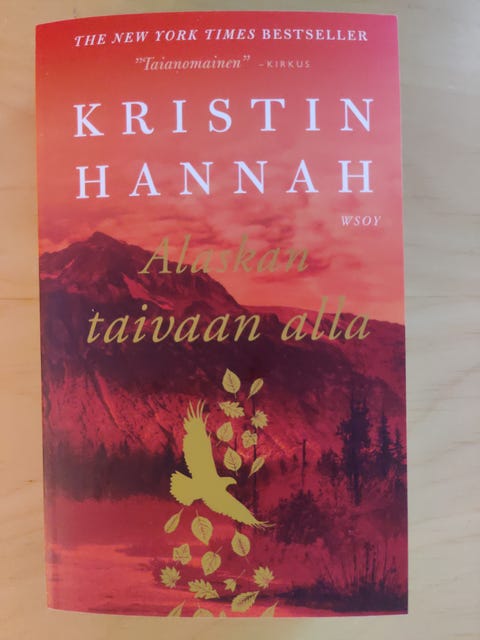 THE NEW YORK TIMES BESTSELLER
”Taianomainen” – KIRKUS
KRISTIN
HANNAH
WSOY
Alaskan
taivaan alla